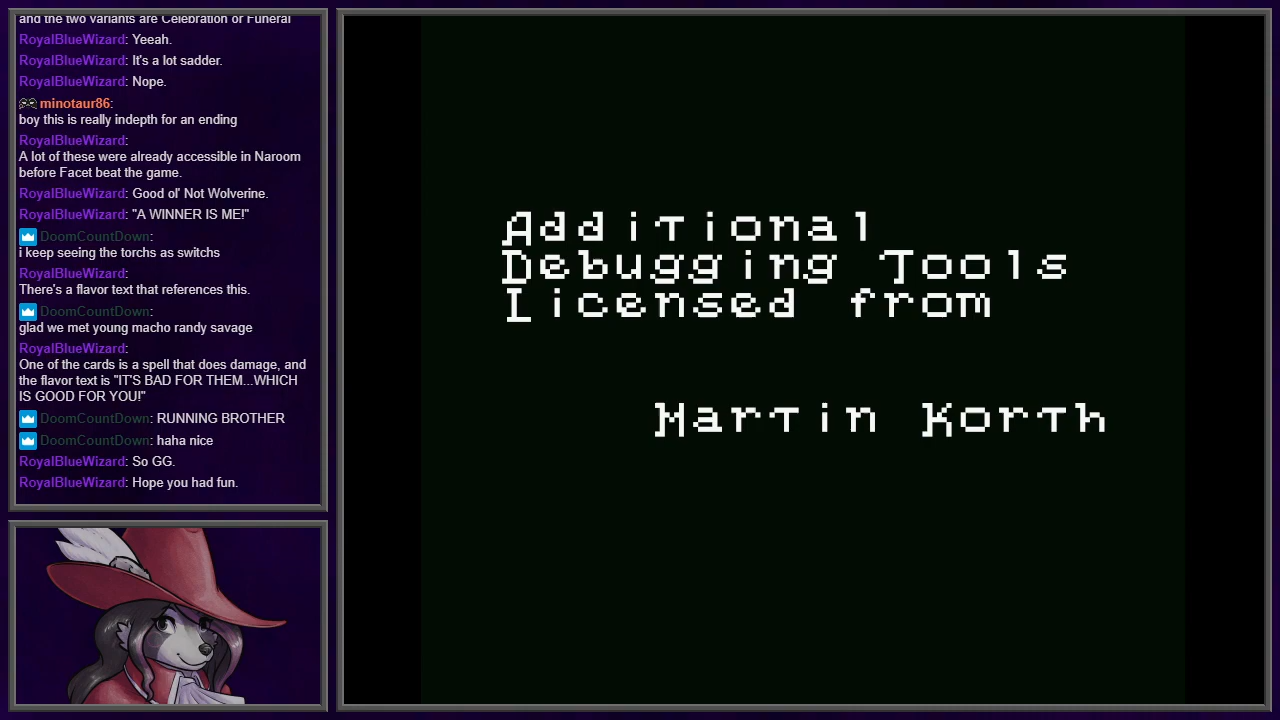 and the two variants are Celebration or Funeral
RoyalBlueWizard: Yeeah.
RoyalBlueWizard: It's a lot sadder.
RoyalBlueWizard: Nope.
minotaur86:
boy this is really indepth for an ending
RoyalBlueWizard:
A lot of these were already accessible in Naroom
before Facet beat the game.
RoyalBlueWizard: Good ol' Not Wolverine.
RoyalBlueWizard: "A WINNER IS ME!"
DoomCountDown:
i keep seeing the torchs as switchs
RoyalBlueWizard:
There's a flavor text that references this.
DoomCountDown:
glad we met young macho randy savage
RoyalBlueWizard:
One of the cards is a spell that does damage, and
the flavor text is "IT'S BAD FOR THEM...WHICH
IS GOOD FOR YOU!"
DoomCountDown: RUNNING BROTHER
DoomCountDown: haha nice
RoyalBlueWizard: So GG.
RoyalBlueWizard: Hope you had fun.
Additional
Debugging Tools
Licensed from
Martin Korth